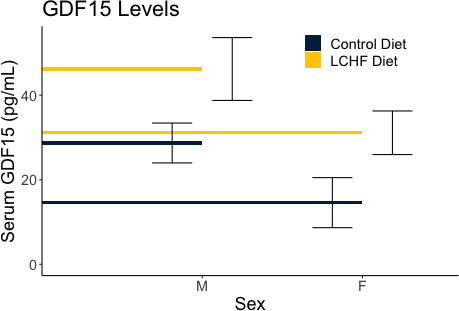 GDF15 Levels
Control Diet
LCHF Diet
Serum GDF15 (pg/mL)
40
20
0
M F
Sex